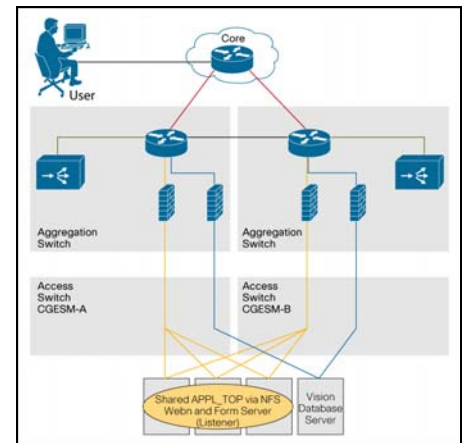 Core
User
Aggregation
Switch
Aggregation
Switch
Access
Switch
CGESM-A
Access
Switch
CGESM-B
Shared APPL_TOP via NFS
Webn and Form Server
(Listener)
Vision
Database
Server